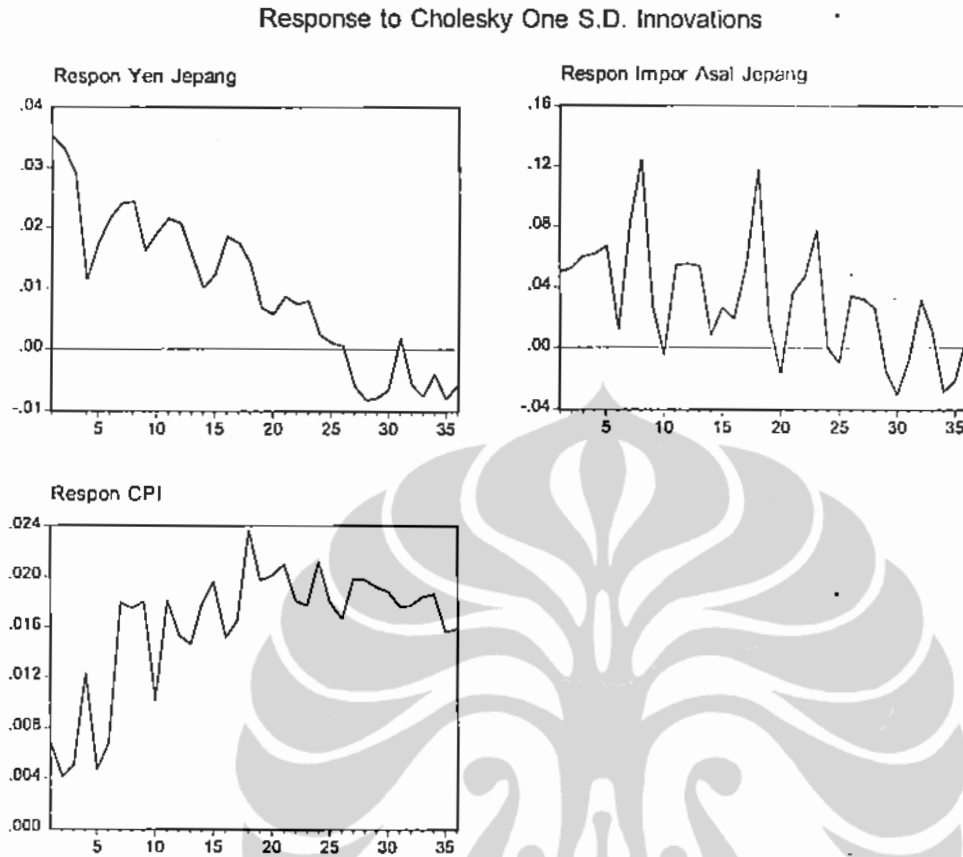 Response to Cholesky One S.D. Innovations
Respon Yen Jepang
.04
.03
.02
.01
.00
-.01
5 10 15 20 25 30 35
Respon Impor Asal Jepang
.16
.12
.08
.04
.00
-.04
5 10 15 20 25 30 35
Respon CPI
.024
.020
.016
.012
.008
.004
.000
5 10 15 20 25 30 35